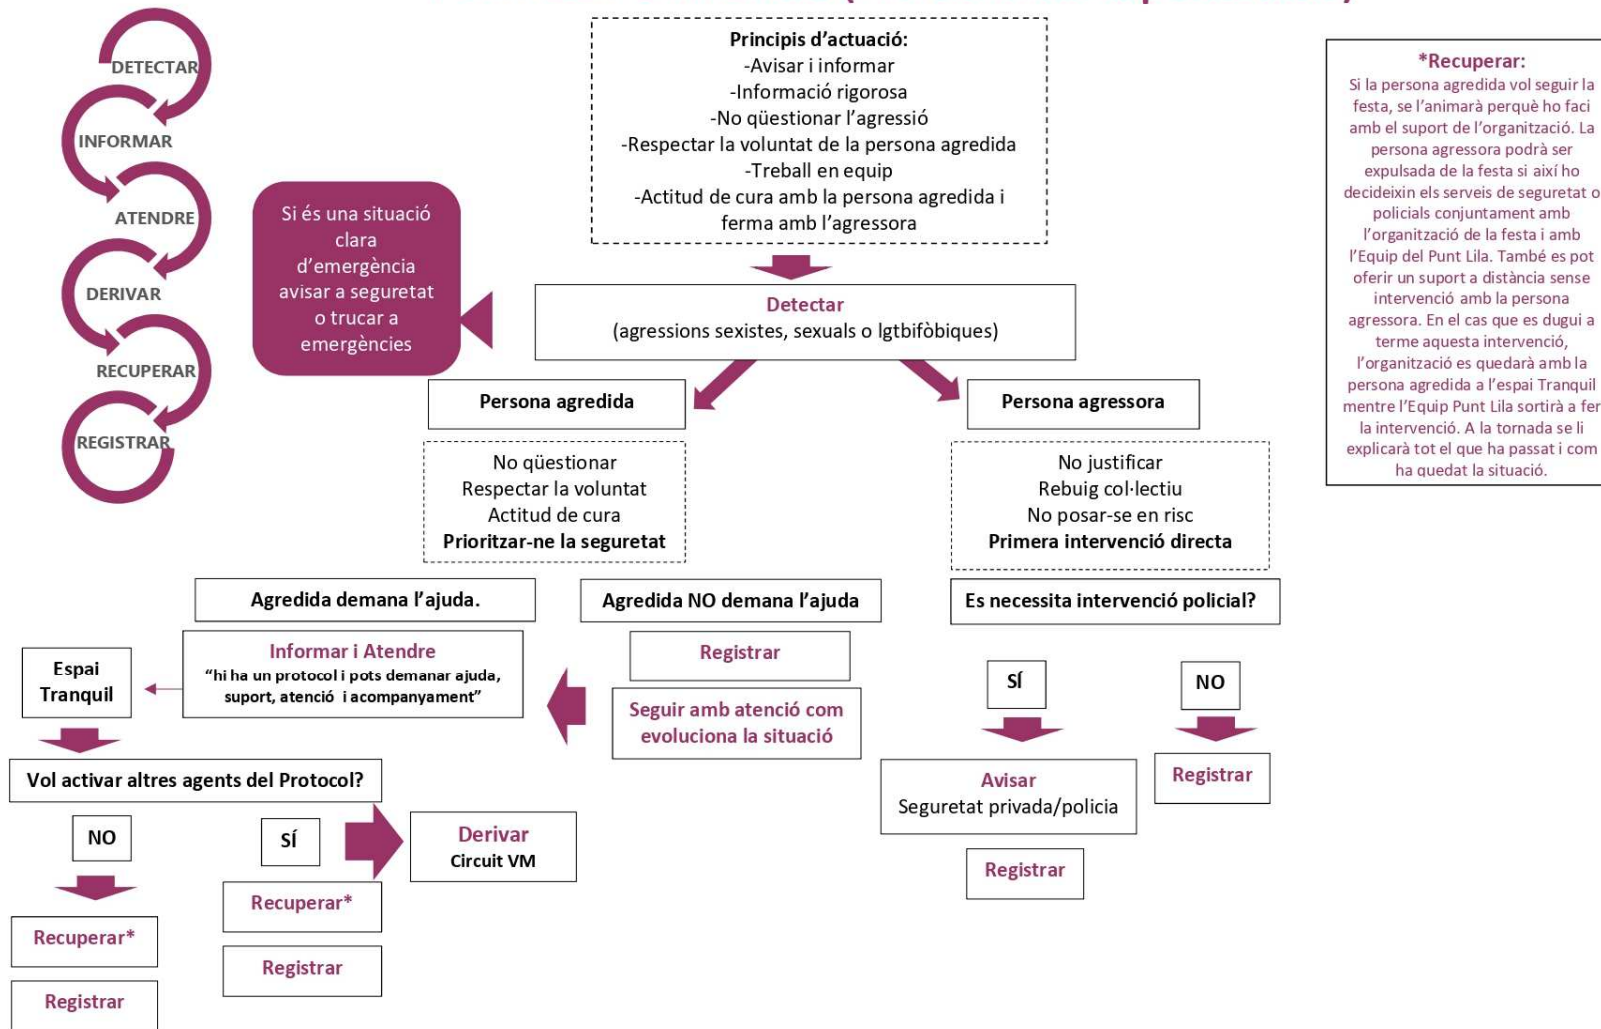 DETECTAR
INFORMAR
ATENDRE
DERIVAR
RECUPERAR
REGISTRAR
Principis d’actuació:
-Avisar i informar
-Informació rigorosa
-No qüestionar l’agressió
-Respectar la voluntat de la persona agredida
-Treball en equip
-Actitud de cura amb la persona agredida i
ferma amb l’agressora
Si és una situació
clara
d’emergència
avisar a seguretat
o trucar a
emergències
Detectar
(agressions sexistes, sexuals o lgtbifòbiques)
*Recuperar:
Si la persona agredida vol seguir la
festa, se l’animarà perquè ho faci
amb el suport de l’organització. La
persona agressora podrà ser
expulsada de la festa si així ho
decideixin els serveis de seguretat o
policials conjuntament amb
l’organització de la festa i amb
l’Equip del Punt Lila. També es pot
oferir un suport a distància sense
intervenció amb la persona
agressora. En el cas que es dugui a
terme aquesta intervenció,
l’organització es quedarà amb la
persona agredida a l’espai Tranquil
mentre l’Equip Punt Lila sortirà a fer
la intervenció. A la tornada se li
explicarà tot el que ha passat i com
ha quedat la situació.
Persona agredida
No qüestionar
Respectar la voluntat
Actitud de cura
Prioritzar-ne la seguretat
Persona agressora
No justificar
Rebuig col·lectiu
No posar-se en risc
Primera intervenció directa
Agredida demana l’ajuda.
Informar i Atendre
“hi ha un protocol i pots demanar ajuda,
suport, atenció i acompanyament”
Agredida NO demana l’ajuda
Registrar
Seguir amb atenció com
evoluciona la situació
Es necessita intervenció policial?
SÍ
NO
Avisar
Seguretat privada/policia
Registrar
Registrar
Espai
Tranquil
Vol activar altres agents del Protocol?
NO
SÍ
Derivar
Circuit VM
Recuperar*
Registrar
Recuperar*
Registrar